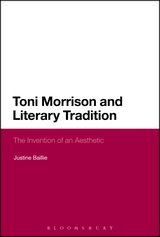 Toni Morrison and
Literary Tradition
The Invention of an Aesthetic
Justine Baillie
BLOOMSBURY